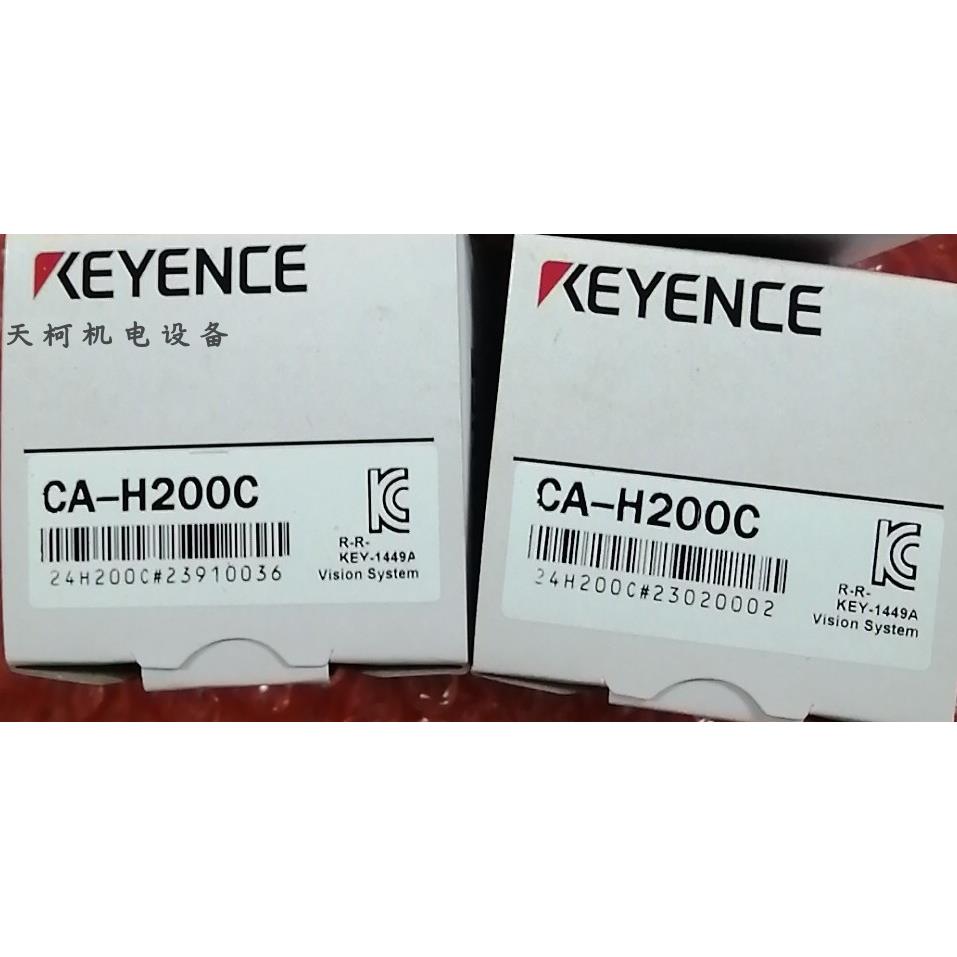 KEYENCE
天柯机电设备
CA-H200C
R-R-
KEY-1449A
24H200C#23910036
Vision System
KEYENCE
CA-H200C
R-R-
KEY-1449A
24H200C#23020002
Vision System